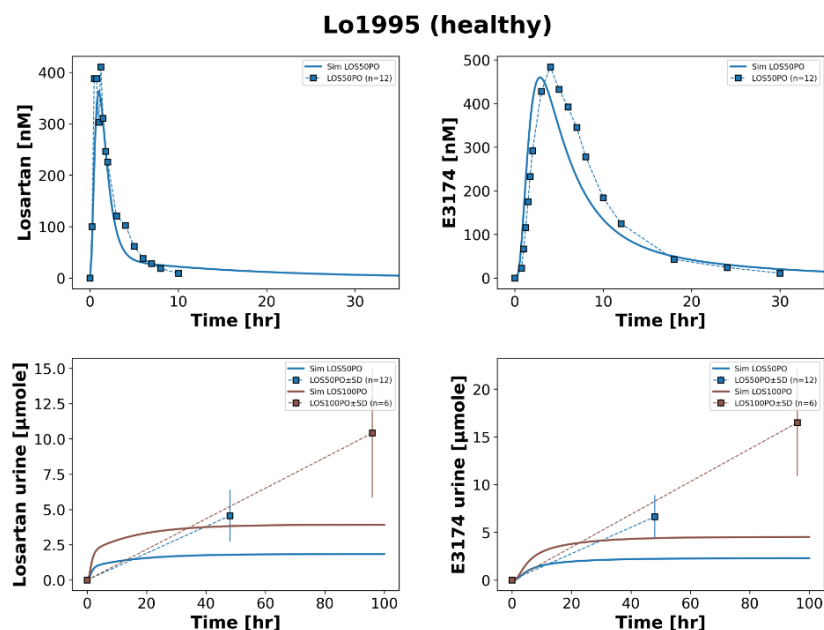 Lo1995 (healthy)
Losartan [nM]
400
300
200
100
0
Sim LOS50PO
LOS50PO (n=12)
0
10
20
30
Time [hr]
E3174 [nM]
500
400
300
200
100
0
Sim LOS50PO
LOS50PO (n=12)
0
10
20
30
Time [hr]
Losartan urine [µmole]
15.0
12.5
10.0
7.5
5.0
2.5
0.0
Sim LOS50PO
LOS50PO±SD (n=12)
Sim LOS100PO
LOS100PO±SD (n=6)
0
20
40
60
80
100
Time [hr]
E3174 urine [µmole]
20
15
10
5
0
Sim LOS50PO
LOS50PO±SD (n=12)
Sim LOS100PO
LOS100PO±SD (n=6)
0
20
40
60
80
100
Time [hr]